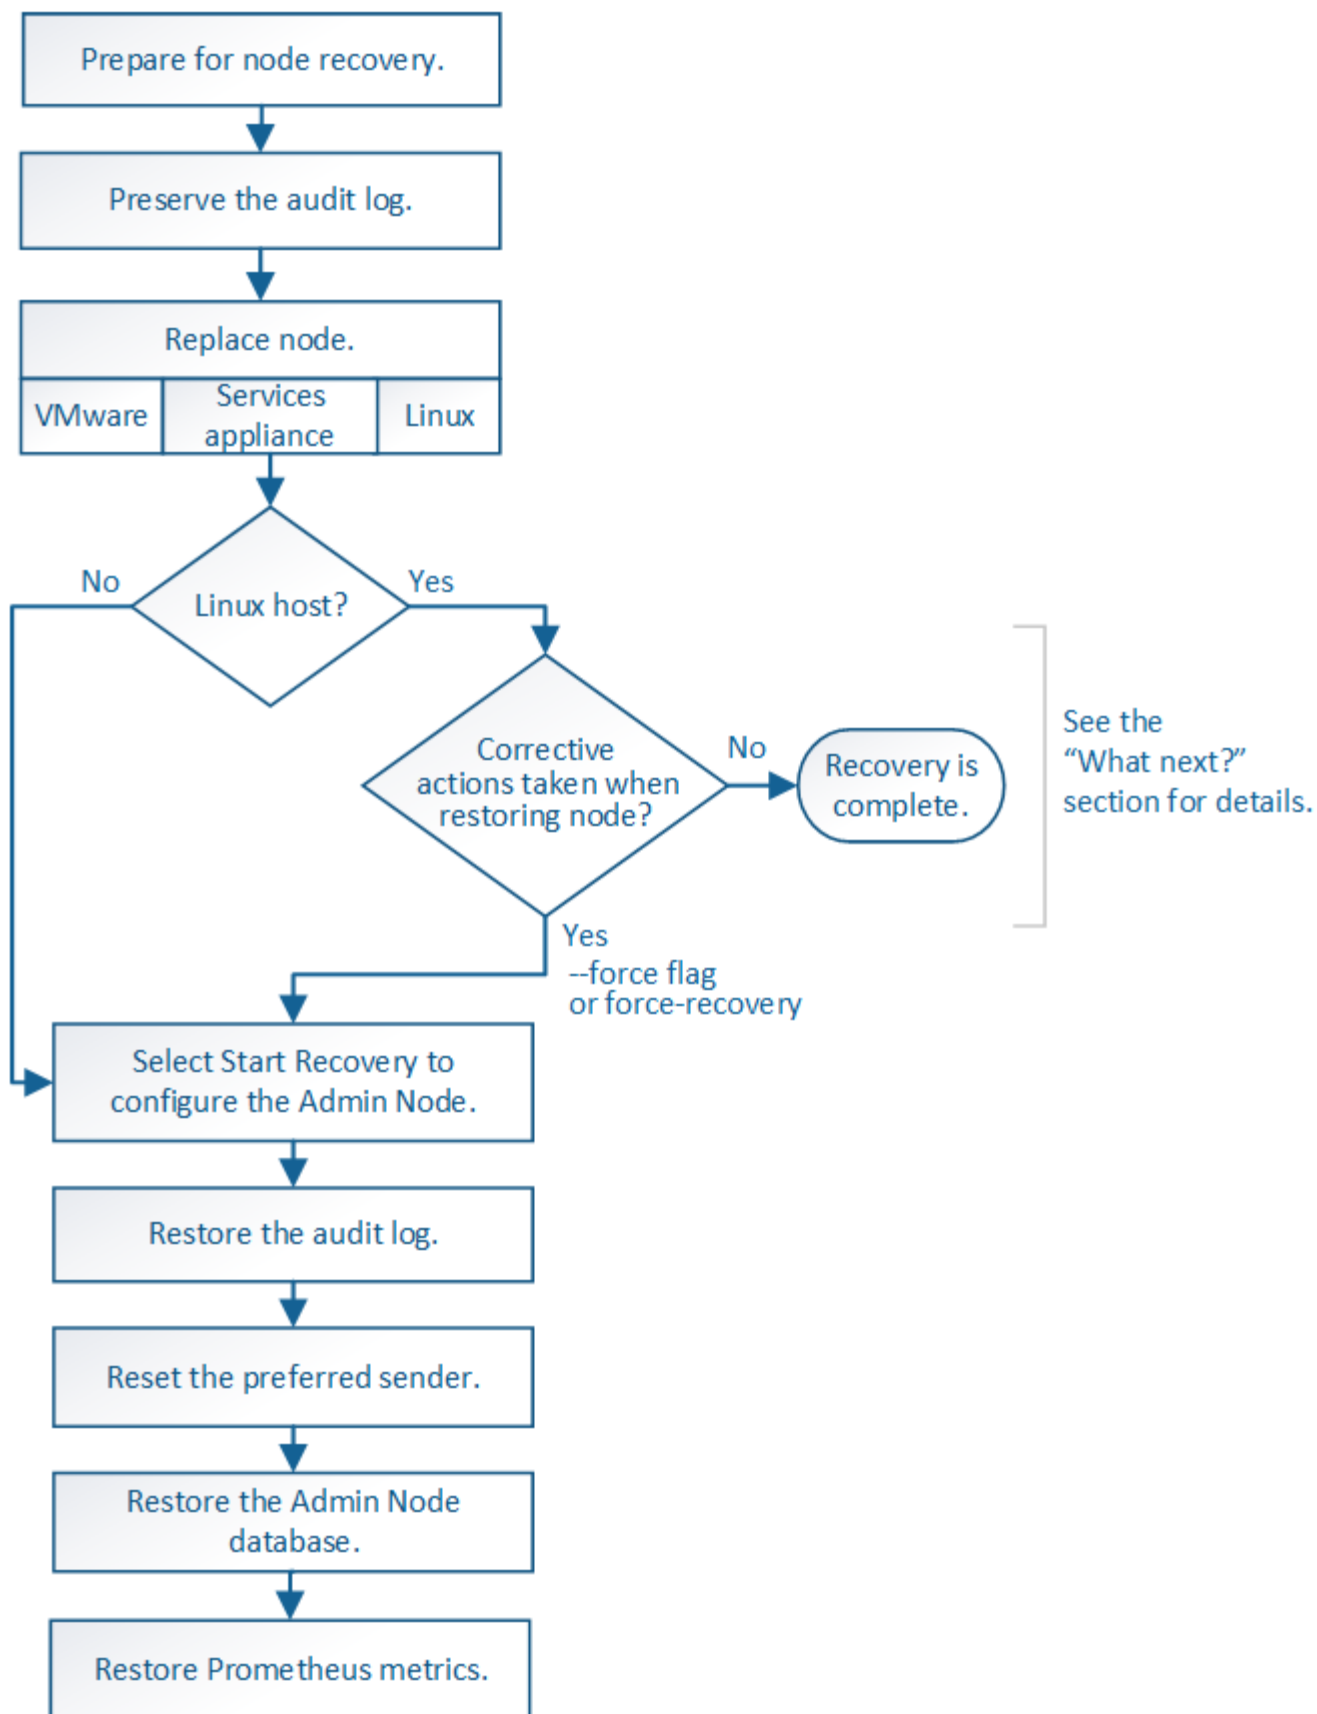 Prepare for node recovery.
Preserve the audit log.
Replace node.
VMware
Services
appliance
Linux
Linux host?
No
Yes
Corrective
actions taken when
restoring node?
No
Recovery is
complete.
See the
“What next?”
section for details.
Yes
--force flag
or force-recovery
Select Start Recovery to
configure the Admin Node.
Restore the audit log.
Reset the preferred sender.
Restore the Admin Node
database.
Restore Prometheus metrics.